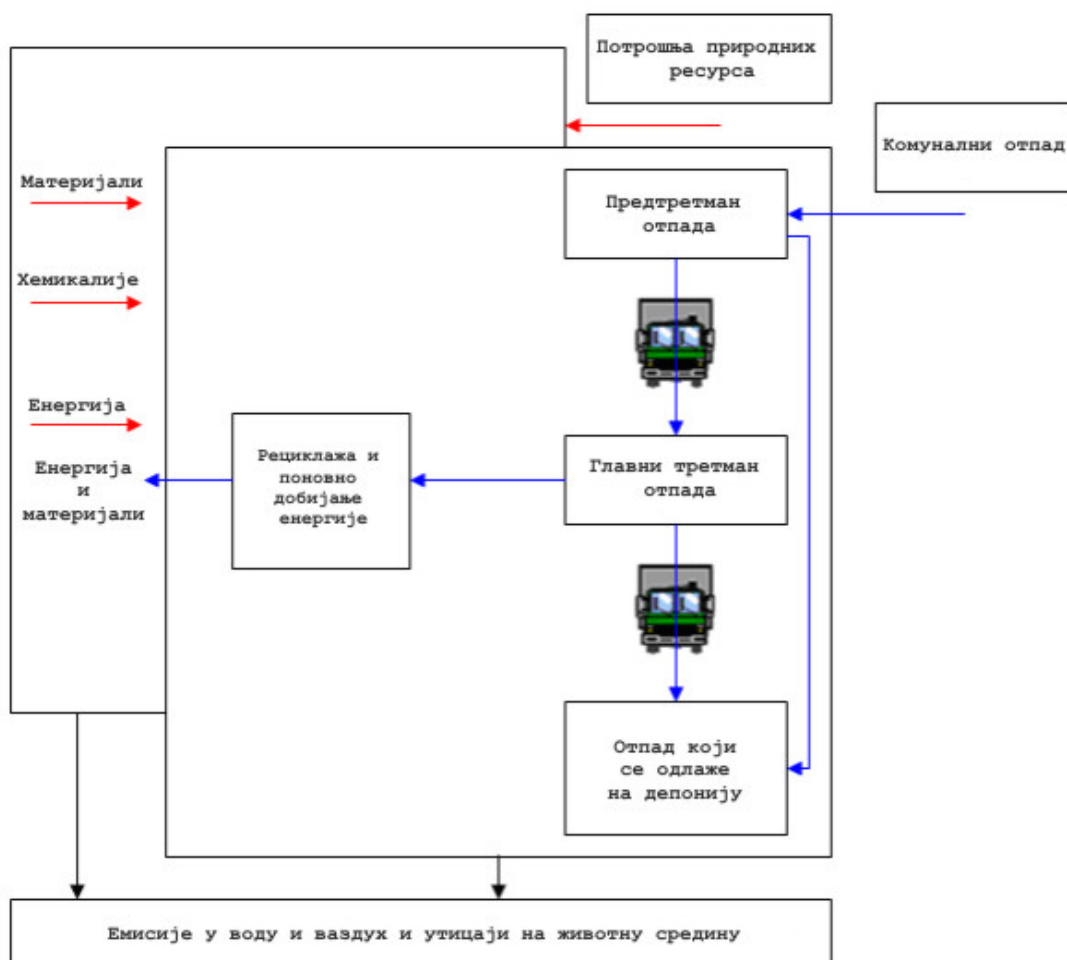 Потрошња природних
ресурса
Комунални отпад
Материјали
Предтретман
отпада
Хемикалије
Енергија
Енергија
и
материјали
Рециклажа и
поновно
добијање
енергије
Главни третман
отпада
Отпад који
се одлаже
на депонију
Емисије у воду и ваздух и утицаји на животну средину